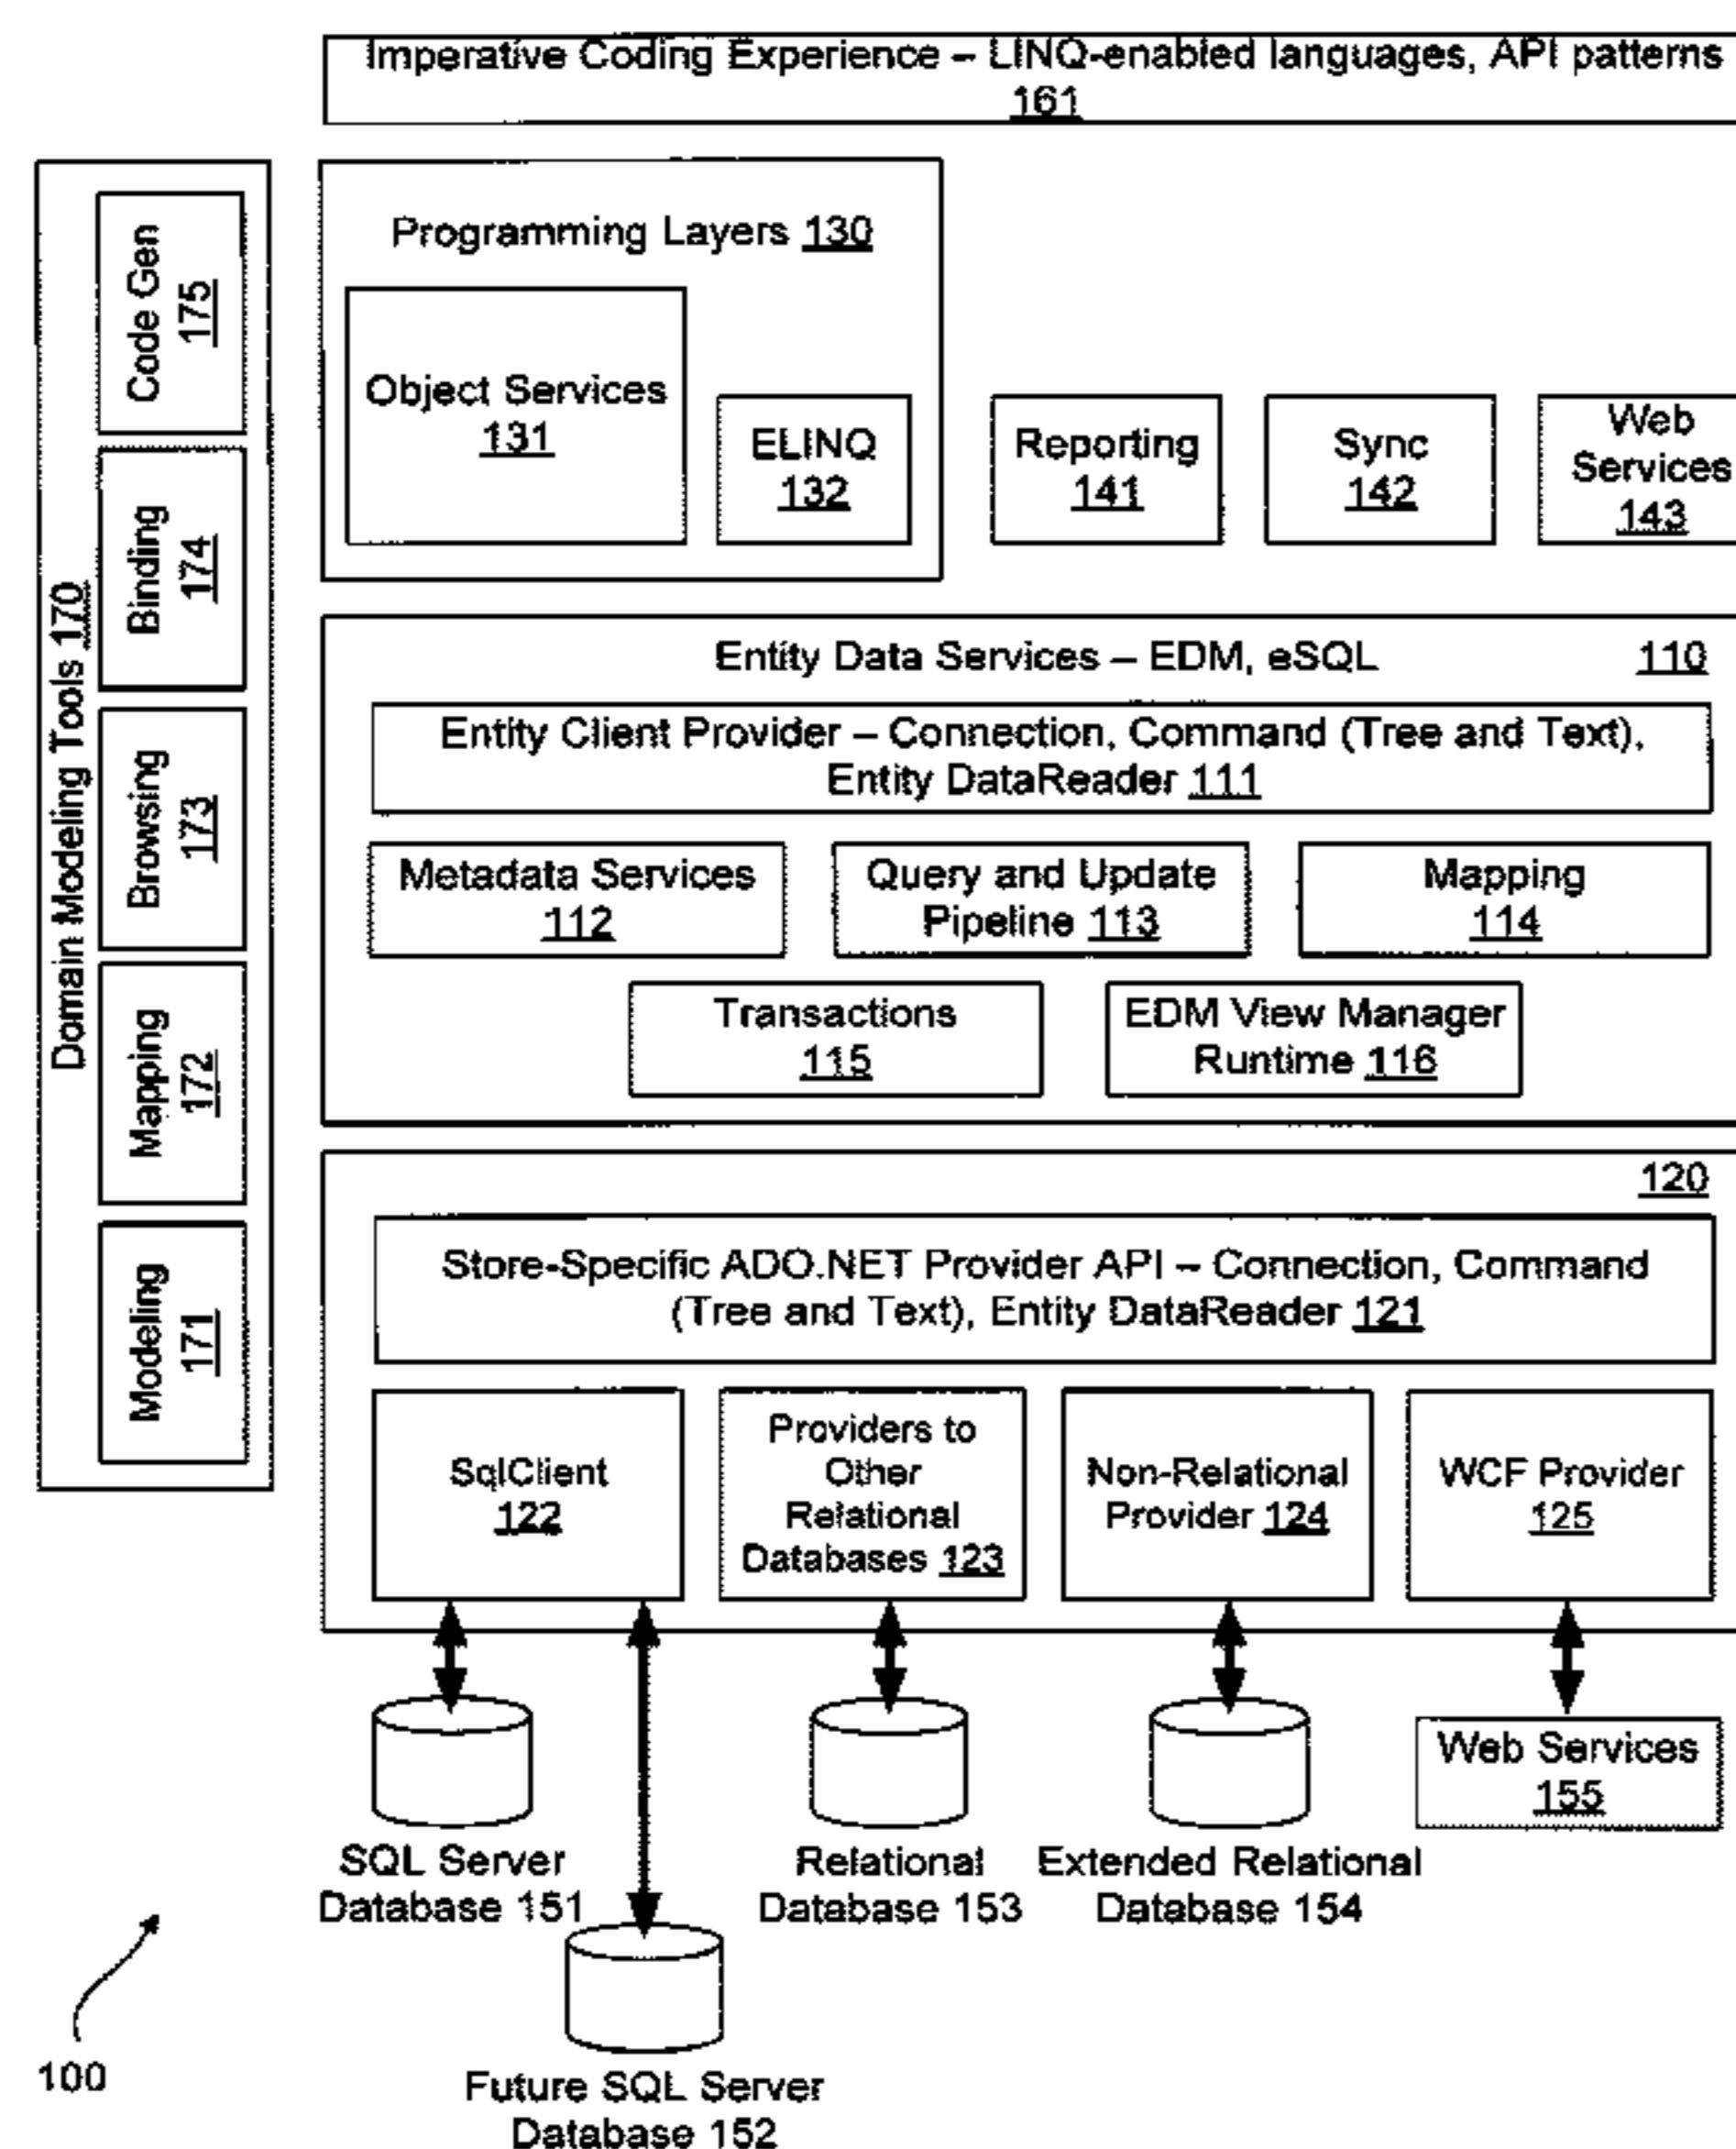 Imperative Coding Experience – LINQ-enabled languages, API patterns
161
Domain Modeling Tools 170
Code Gen
175
Binding
174
Browsing
173
Mapping
172
Modeling
171
Programming Layers 130
Object Services
131
ELINQ
132
Reporting
141
Sync
142
Web
Services
143
Entity Data Services – EDM, eSQL
110
Entity Client Provider – Connection, Command (Tree and Text),
Entity DataReader 111
Metadata Services
112
Query and Update
Pipeline 113
Mapping
114
Transactions
115
EDM View Manager
Runtime 116
120
Store-Specific ADO.NET Provider API – Connection, Command
(Tree and Text), Entity DataReader 121
SqlClient
122
Providers to
Other
Relational
Databases 123
Non-Relational
Provider 124
WCF Provider
125
SQL Server
Database 151
Relational
Database 153
Extended Relational
Database 154
Web Services
155
Future SQL Server
Database 152
100